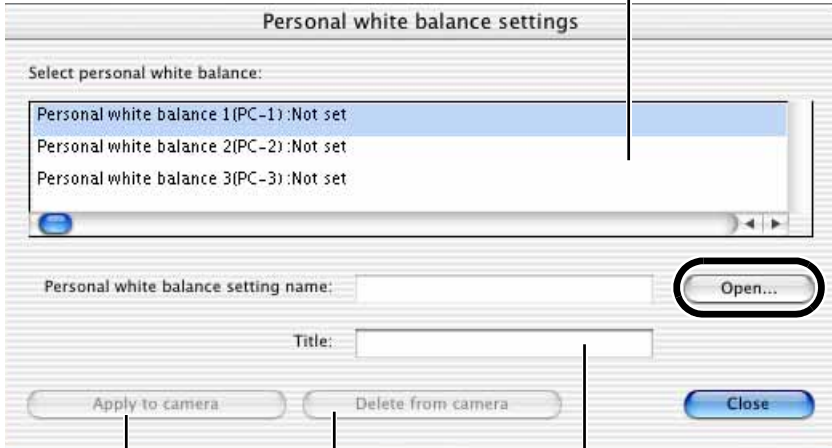 Personal white balance settings
Select personal white balance:
Personal white balance 1(PC-1) :Not set
Personal white balance 2(PC-2) :Not set
Personal white balance 3(PC-3) :Not set
Personal white balance setting name:
Open...
Title:
Apply to camera
Delete from camera
Close